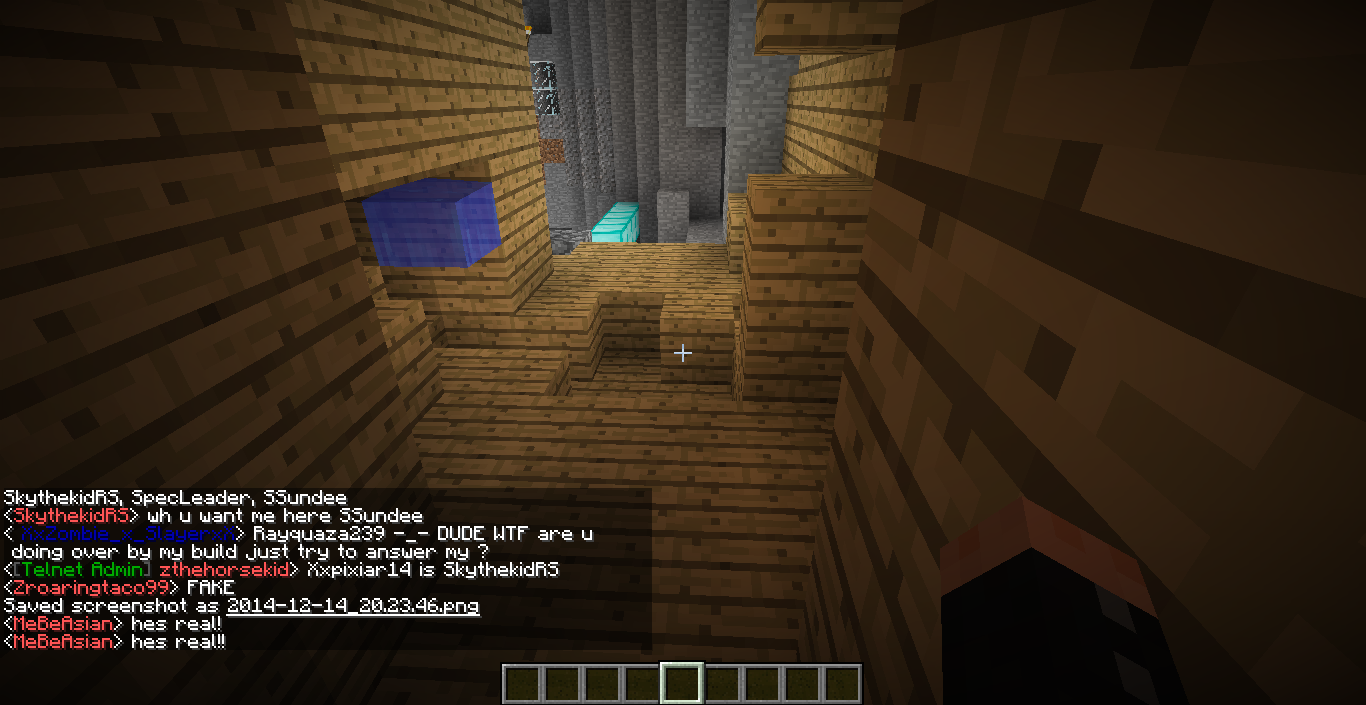 SkythekidRS, SpecLeader, SSundee
<SkythekidRS> wh u want me here SSundee
< XxZombie_x_SlayerxX> Rayquaza239 -_- DUDE WTF are u
doing over by my build just try to answer my ?
<[Telnet Admin] zthehorsekid> Xxpixiar14 is SkythekidRS
<Zroaringtaco99> FAKE
Saved screenshot as 2014-12-14_20.23.46.png
<MeBeAsian> hes real!
<MeBeAsian> hes real!!